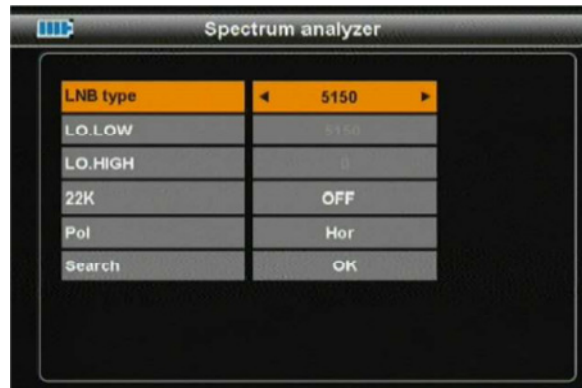 Spectrum analyzer
LNB type 5150
LO.LOW 5150
LO.HIGH 0
22K OFF
Pol Hor
Search OK